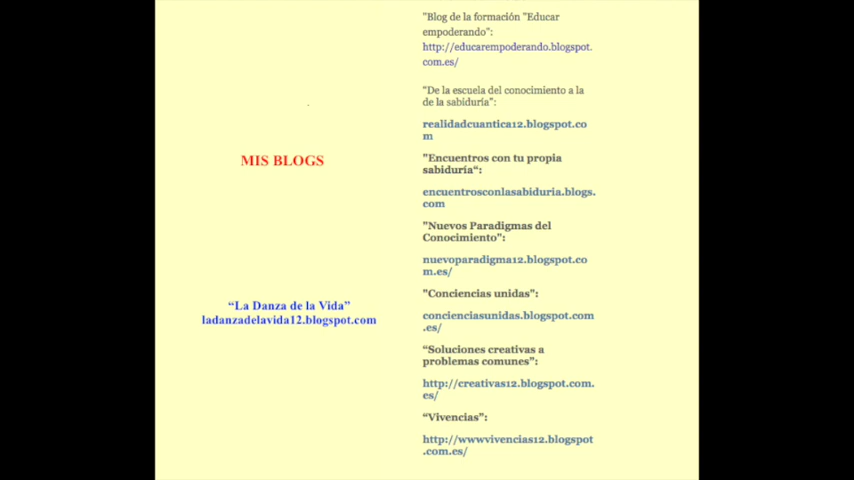 MIS BLOGS
“La Danza de la Vida”
ladanzadelavida12.blogspot.com
"Blog de la formación "Educar
empoderando":
http://educarempoderando.blogspot.
com.es/
"De la escuela del conocimiento a la
de la sabiduría":
realidadcuantica12.blogspot.co
m
"Encuentros con tu propia
sabiduría“:
encuentrosconlasabiduria.blogs.
com
"Nuevos Paradigmas del
Conocimiento":
nuevoparadigma12.blogspot.co
m.es/
"Conciencias unidas":
concienciasunidas.blogspot.com
.es/
“Soluciones creativas a
problemas comunes”:
http://creativas12.blogspot.com.
es/
“Vivencias”:
http://wwwvivencias12.blogspot
.com.es/